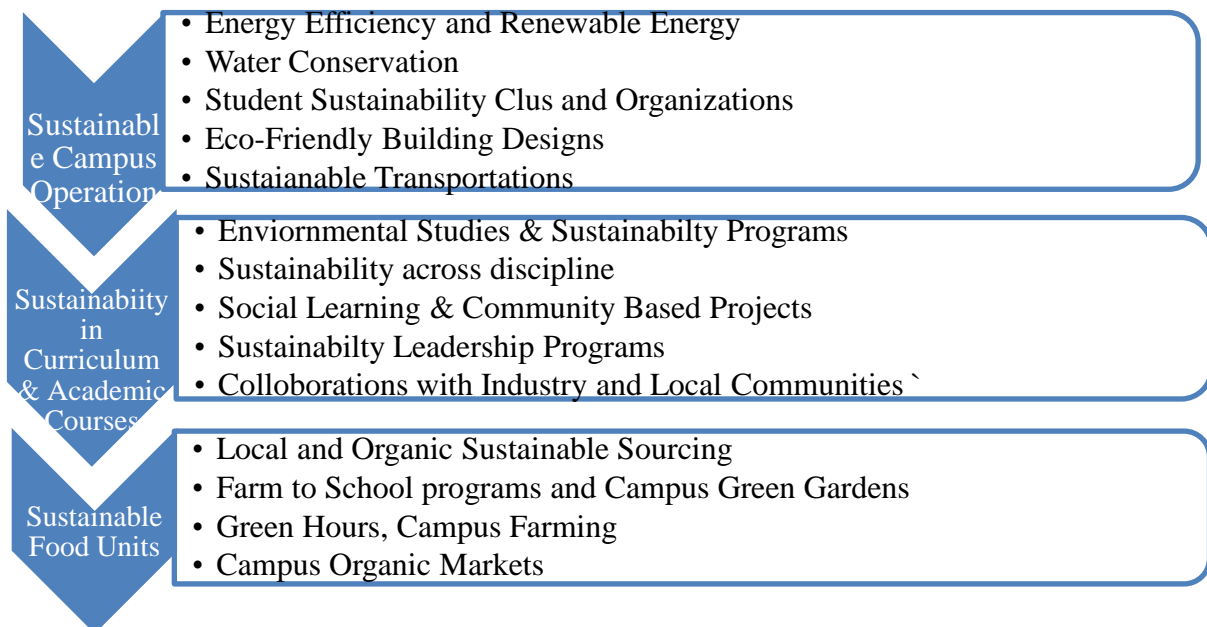 Sustainabl
e Campus
Operation
• Energy Efficiency and Renewable Energy
• Water Conservation
• Student Sustainability Clus and Organizations
• Eco-Friendly Building Designs
• Sustaianable Transportations
Sustainabiity
in
Curriculum
& Academic
Courses
• Enviornmental Studies & Sustainabilty Programs
• Sustainability across discipline
• Social Learning & Community Based Projects
• Sustainabilty Leadership Programs
• Colloborations with Industry and Local Communities `
Sustainable
Food Units
• Local and Organic Sustainable Sourcing
• Farm to School programs and Campus Green Gardens
• Green Hours, Campus Farming
• Campus Organic Markets